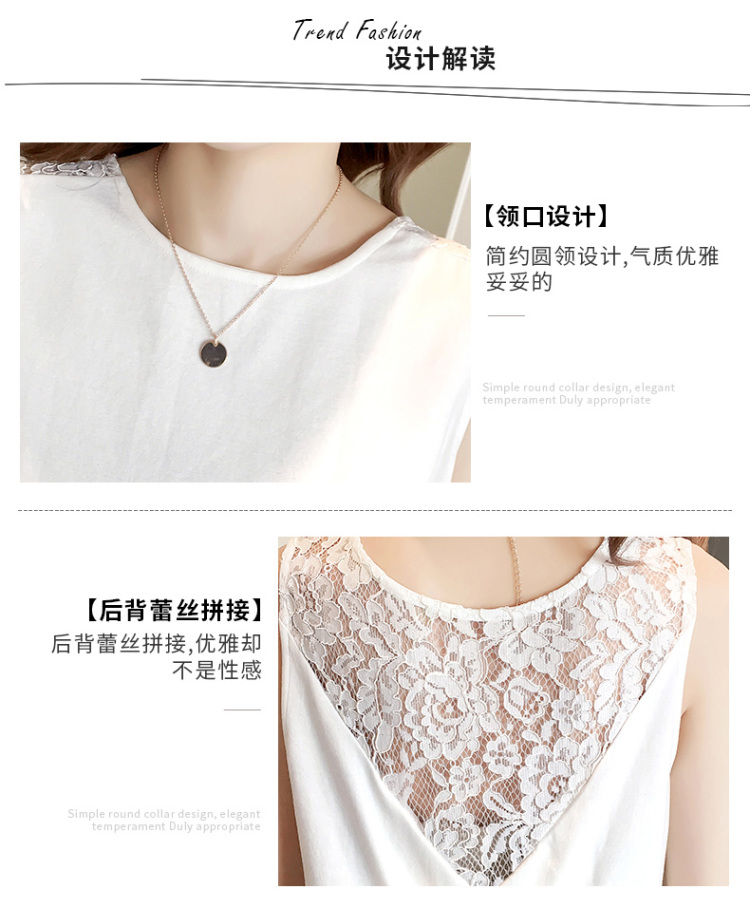 Trend Fashion
设计解读
【领口设计】
简约圆领设计,气质优雅
妥妥的
Simple round collar design, elegant
temperament Duly appropriate
【后背蕾丝拼接】
后背蕾丝拼接,优雅却
不是性感
Simple round collar design, elegant
temperament Duly appropriate